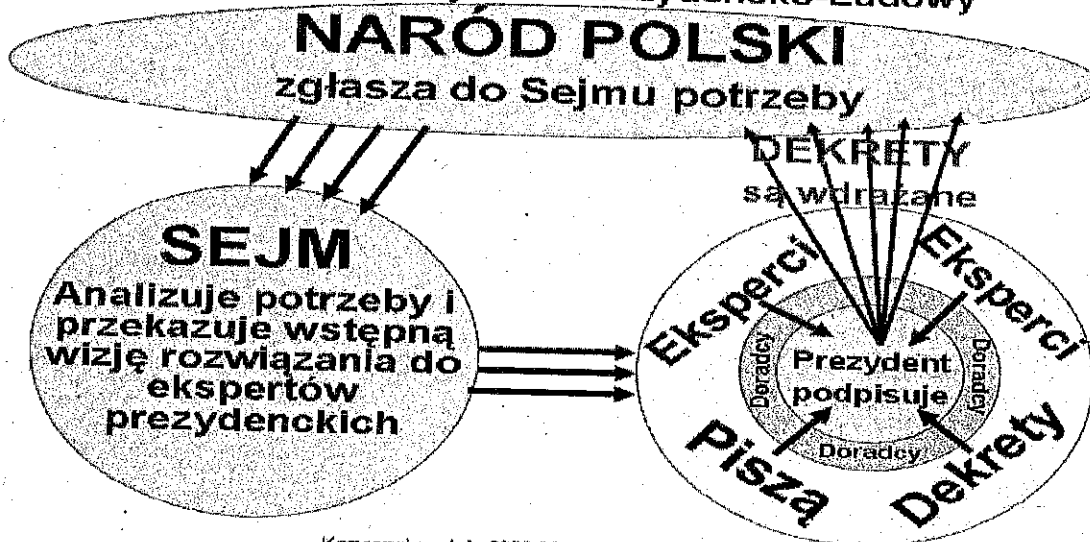 Ludowy
NARÓD POLSKI
zgłasza do Sejmu potrzeby
DEKRETY
są wdrażane
SEJM
Analizuje potrzeby i
przekazuje wstępną
wizję rozwiązania do
ekspertów
prezydenckich
Eksperci
Eksperci
Doradcy
Prezydent
podpisuje
Doradcy
Doradcy
Piszą
Dekrety